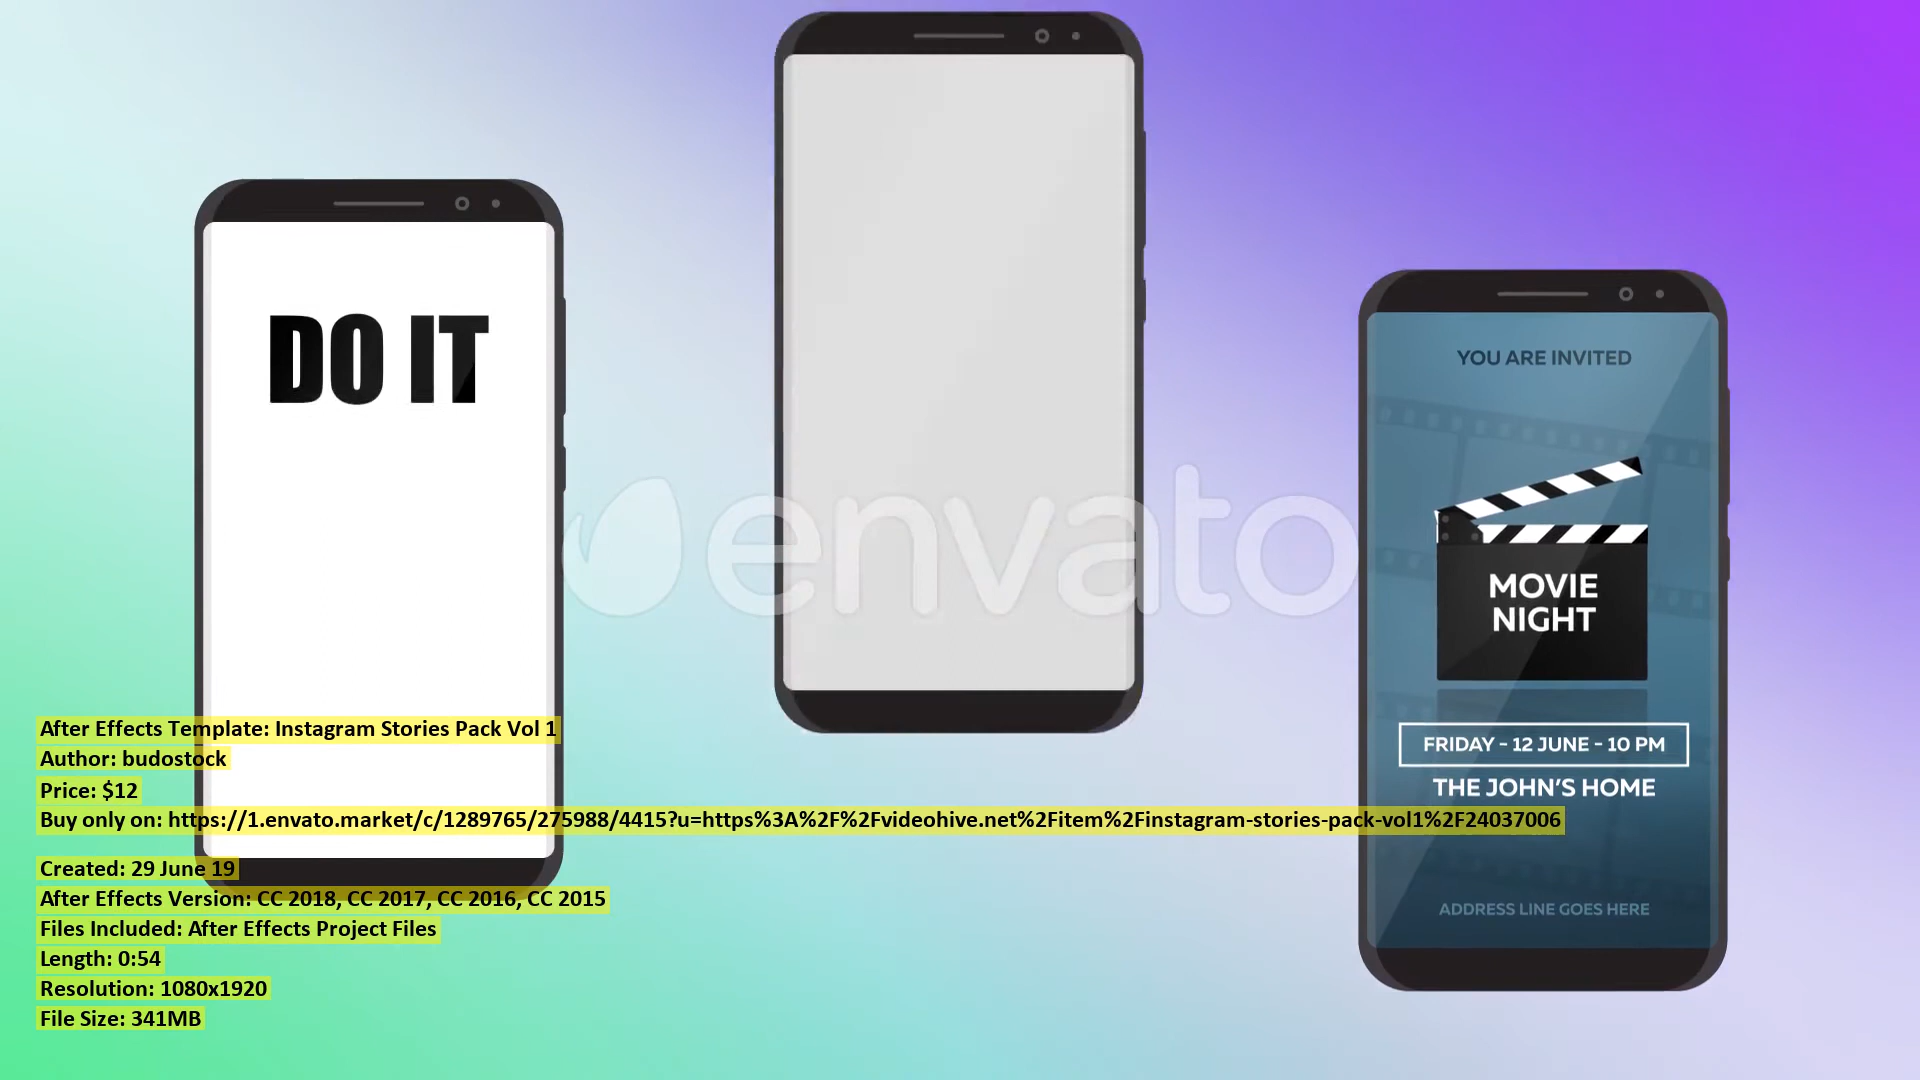 DO IT
YOU ARE INVITED
MOVIE
NIGHT
FRIDAY - 12 JUNE - 10 PM
THE JOHN'S HOME
ADDRESS LINE GOES HERE
envato
After Effects Template: Instagram Stories Pack Vol 1
Author: budostock
Price: $12
Buy only on: https://1.envato.market/c/1289765/275988/4415?u=https%3A%2F%2Fvideohive.net%2Fitem%2Finstagram-stories-pack-vol1%2F24037006
Created: 29 June 19
After Effects Version: CC 2018, CC 2017, CC 2016, CC 2015
Files Included: After Effects Project Files
Length: 0:54
Resolution: 1080x1920
File Size: 341MB